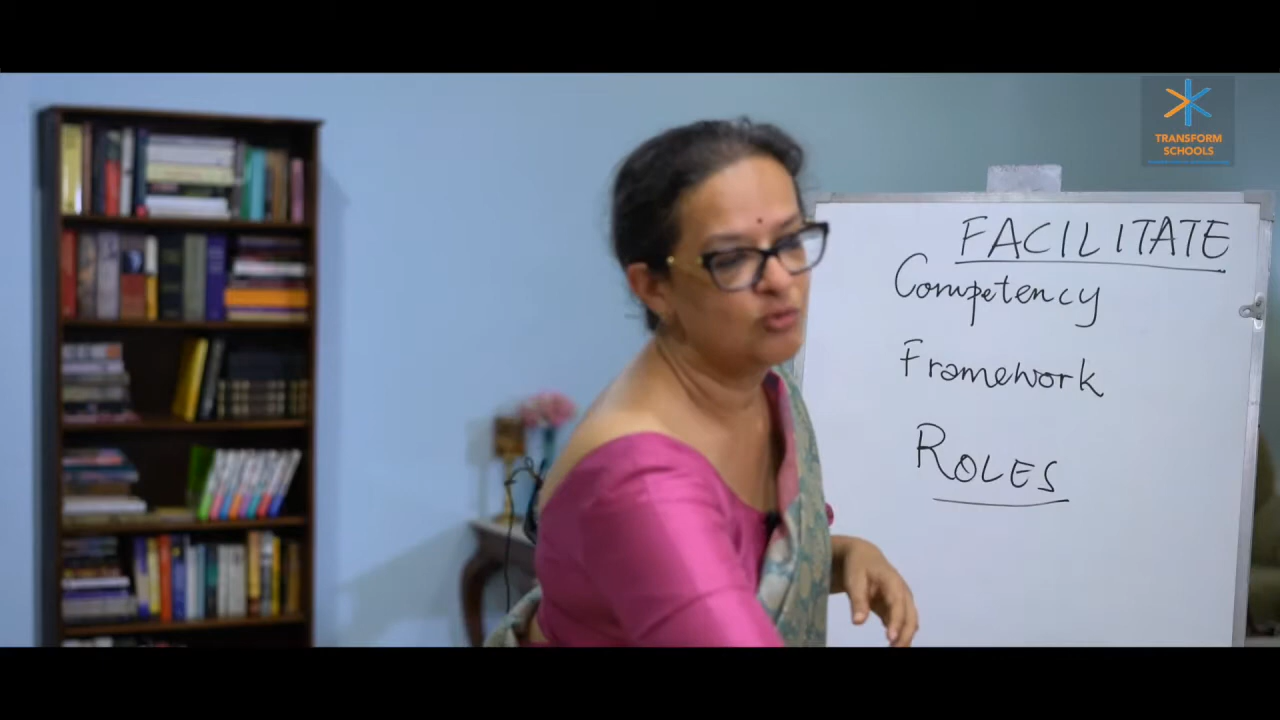 TRANSFORM
SCHOOLS
FACILITATE
Competency
Framework
ROLES